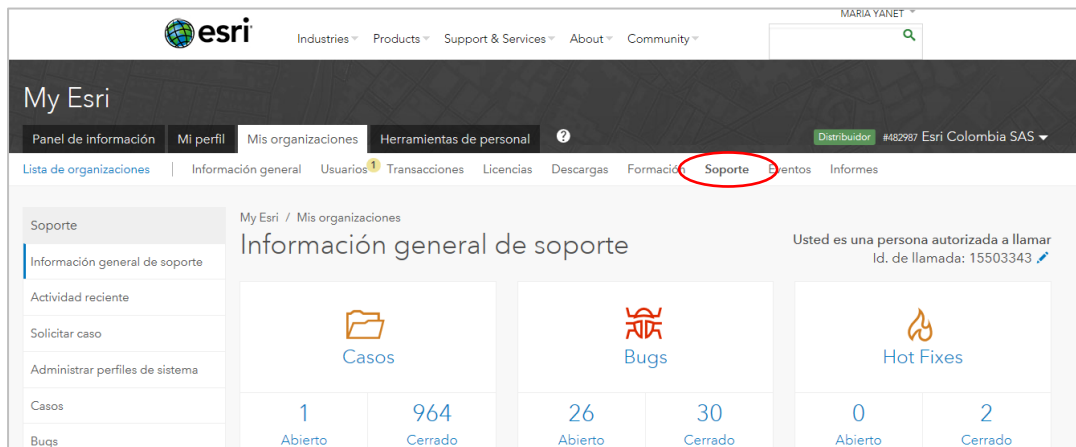 MARIA YANET
esri
Industries Products Support & Services About Community
My Esri
Panel de información Mi perfil Mis organizaciones Herramientas de personal ?
Distribuidor #482987 Esri Colombia SAS
Lista de organizaciones | Información general Usuarios 1 Transacciones Licencias Descargas Formación Soporte Eventos Informes
Soporte
Información general de soporte
Actividad reciente
Solicitar caso
Administrar perfiles de sistema
Casos
Bugs
My Esri / Mis organizaciones
Información general de soporte
Usted es una persona autorizada a llamar
Id. de llamada: 15503343
Casos
1 964
Abierto Cerrado
Bugs
26 30
Abierto Cerrado
Hot Fixes
0 2
Abierto Cerrado